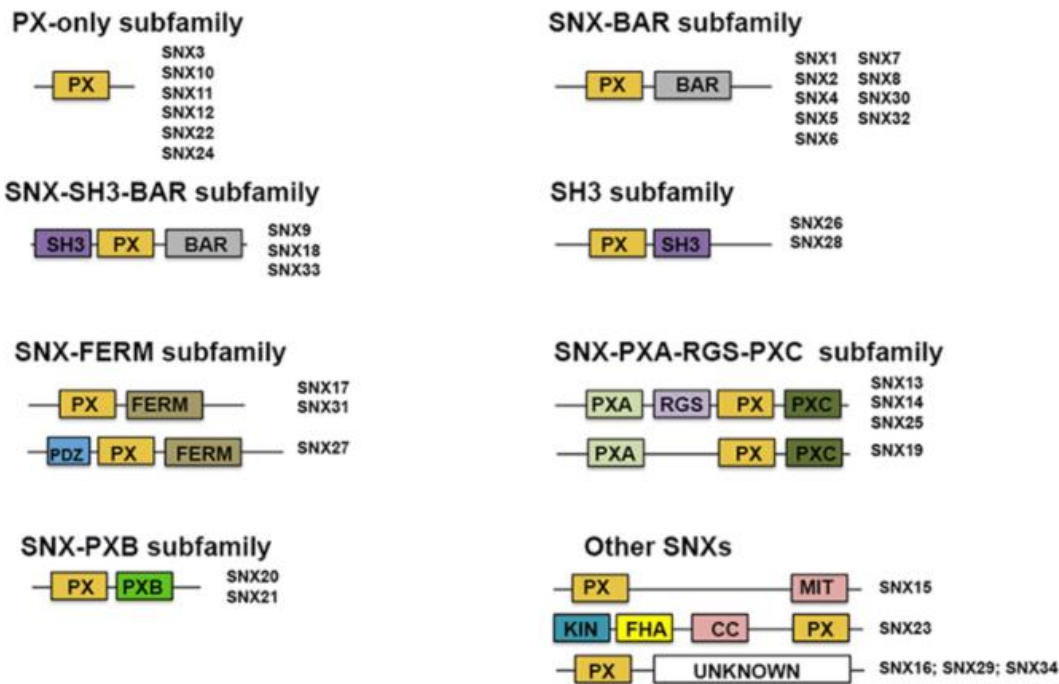 PX-only subfamily
PX
SNX3
SNX10
SNX11
SNX12
SNX22
SNX24
SNX-BAR subfamily
PX BAR
SNX1 SNX7
SNX2 SNX8
SNX4 SNX30
SNX5 SNX32
SNX6
SNX-SH3-BAR subfamily
SH3 PX BAR
SNX9
SNX18
SNX33
SH3 subfamily
PX SH3
SNX26
SNX28
SNX-FERM subfamily
PX FERM
SNX17
SNX31
PDZ PX FERM
SNX27
SNX-PXA-RGS-PXC subfamily
PXA RGS PX PXC
SNX13
SNX14
SNX25
PXA PX PXC
SNX19
SNX-PXB subfamily
PX PXB
SNX20
SNX21
Other SNXs
PX MIT SNX15
KIN FHA CC PX SNX23
PX UNKNOWN SNX16; SNX29; SNX34